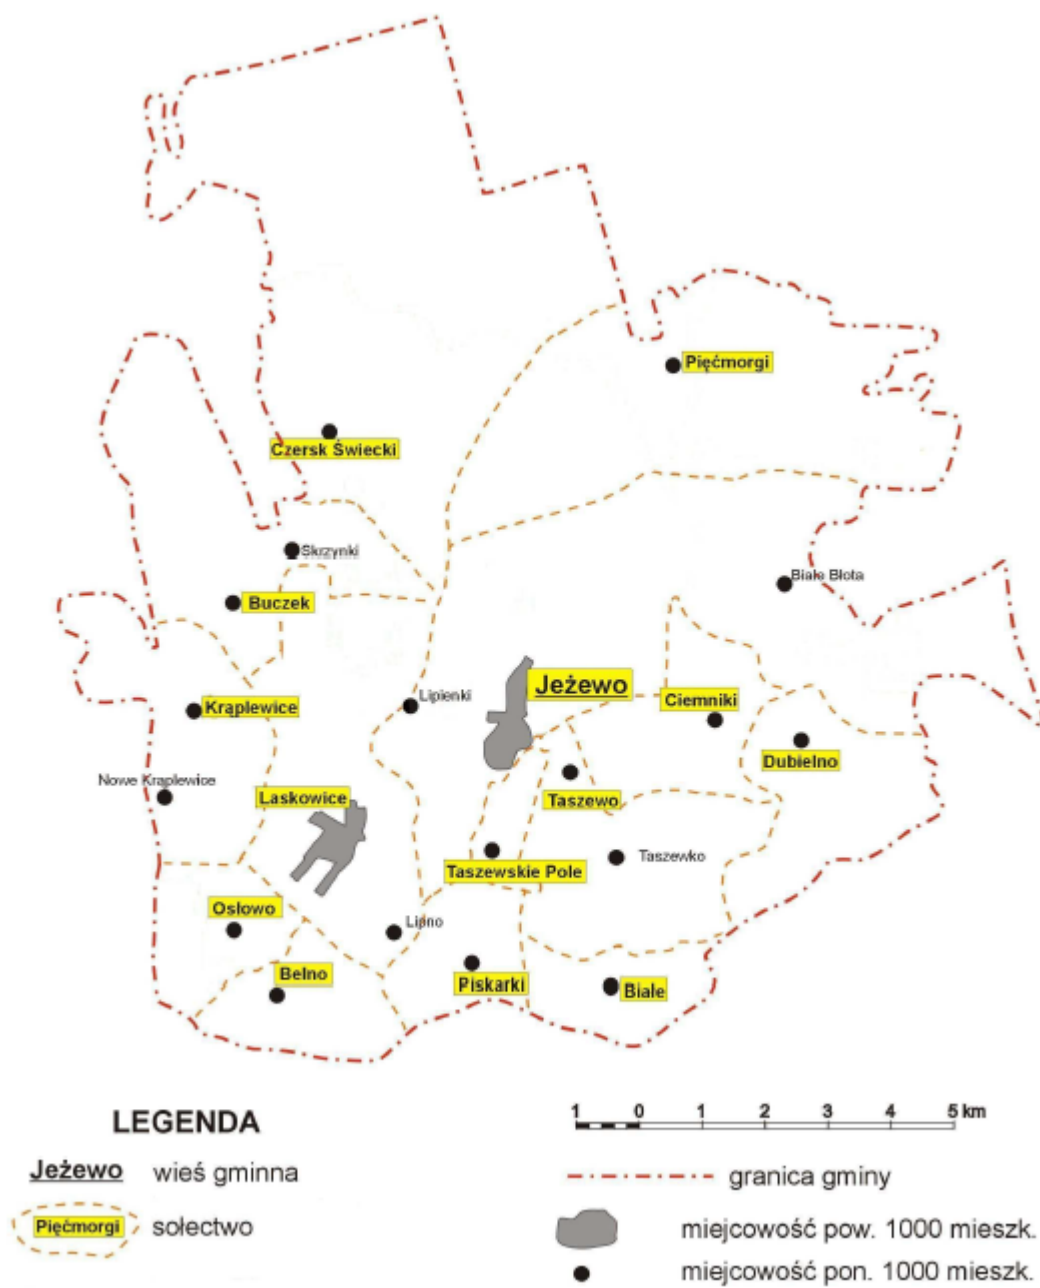 Pięćmorgi
Czersk Świecki
Skrzynki
Białe Błota
Buczek
Jeżewo
Lipienki
Ciemniki
Krąplewice
Dubielno
Nowe Krąplewice
Laskowice
Taszewo
Taszewko
Taszewskie Pole
Osłowo
Lipno
Belno
Piskarki
Białe
LEGENDA
1 0 1 2 3 4 5 km
Jeżewo wieś gminna
granica gminy
Pięćmorgi sołectwo
miejcowość pow. 1000 mieszk.
miejcowość pon. 1000 mieszk.